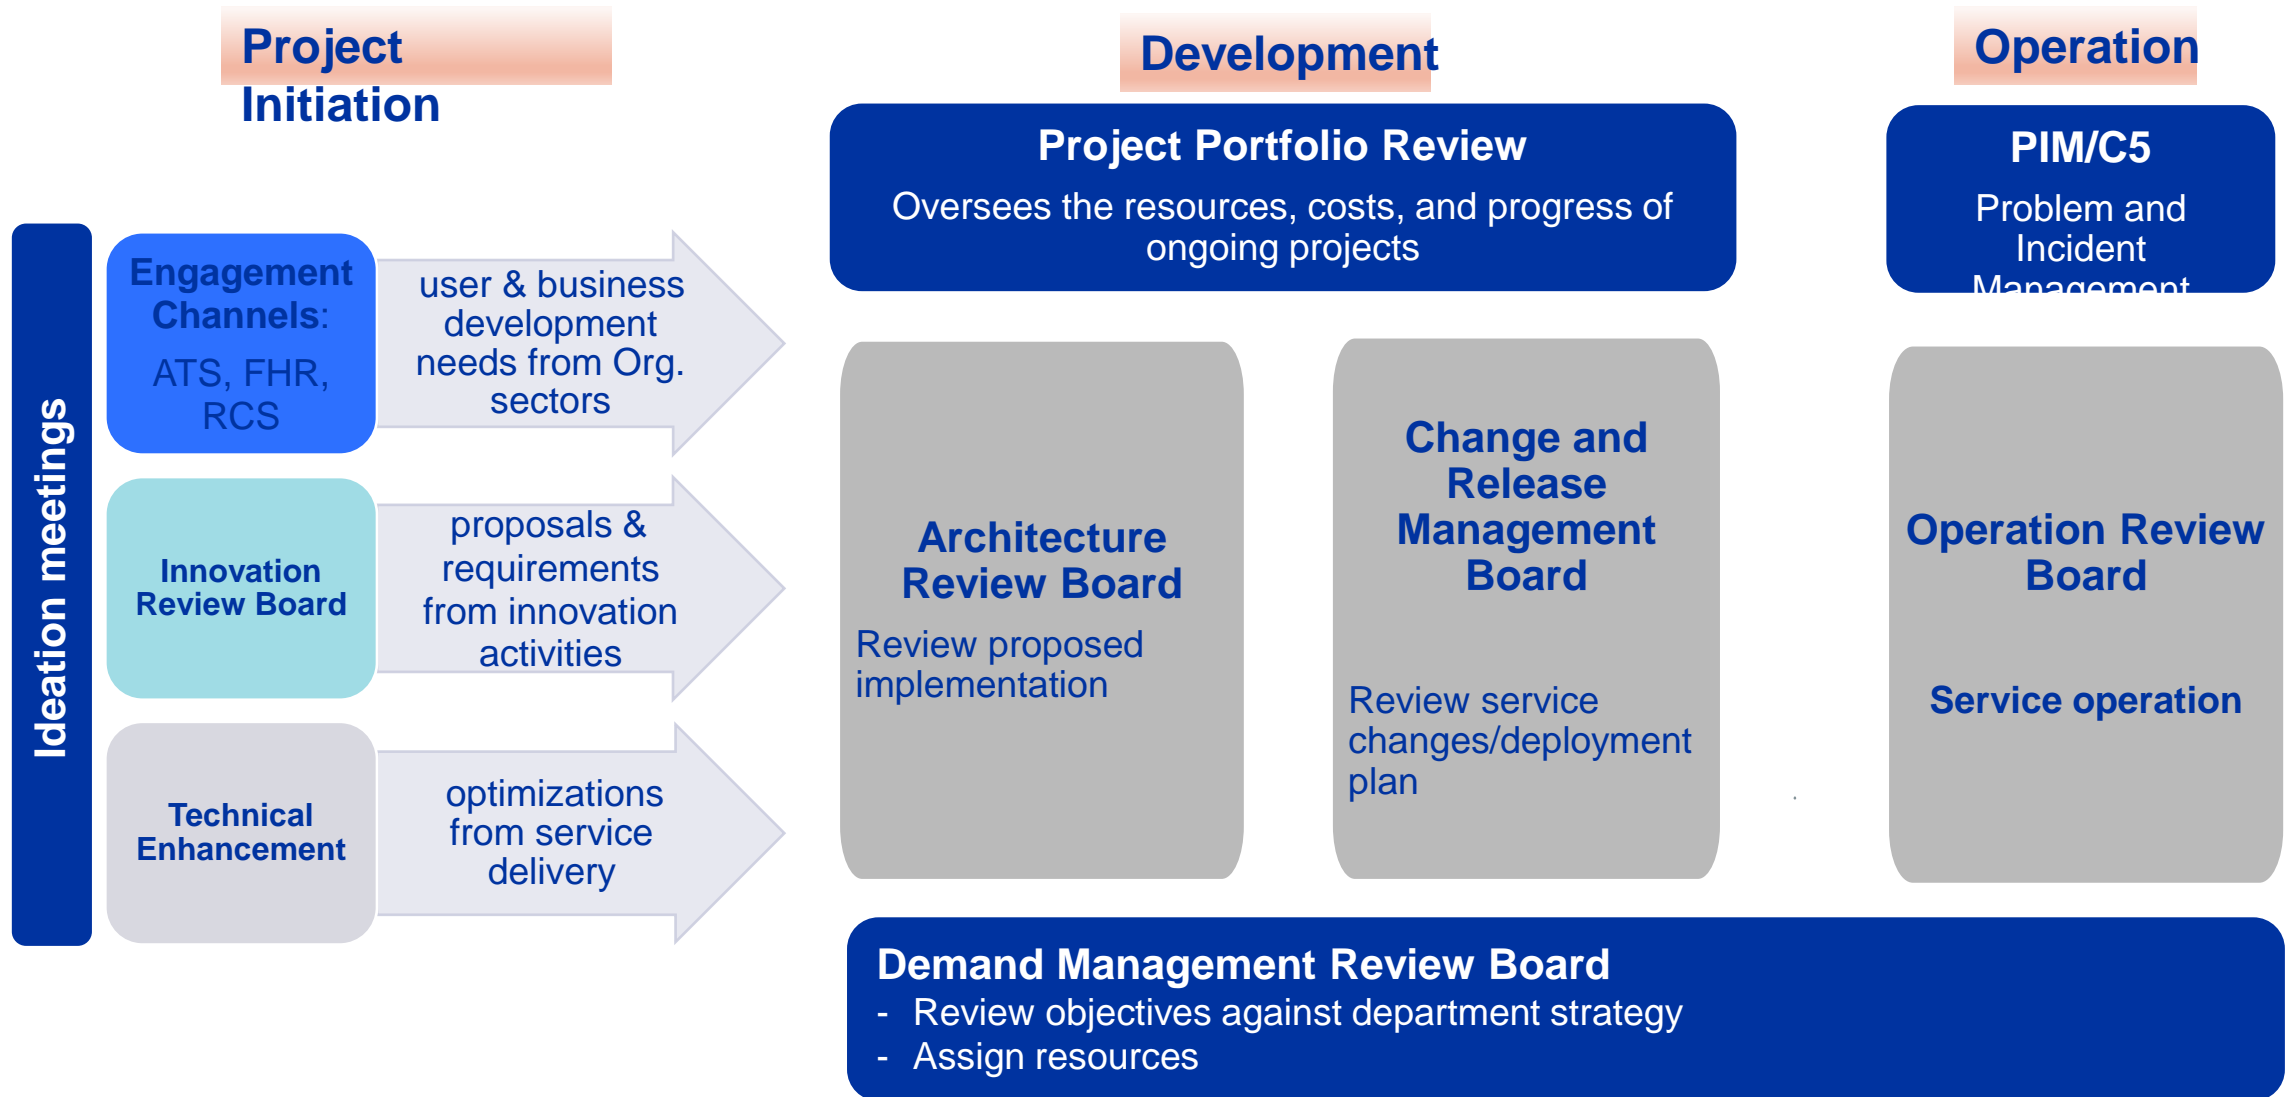 Project
Initiation
Development
Operation
Ideation meetings
Engagement
Channels:
ATS, FHR,
RCS
user & business
development
needs from Org.
sectors
Innovation
Review Board
proposals &
requirements
from innovation
activities
Technical
Enhancement
optimizations
from service
delivery
Project Portfolio Review
Oversees the resources, costs, and progress of
ongoing projects
Architecture
Review Board
Review proposed
implementation
Change and
Release
Management
Board
Review service
changes/deployment
plan
PIM/C5
Problem and
Incident
Management
Operation Review
Board
Service operation
Demand Management Review Board
- Review objectives against department strategy
- Assign resources